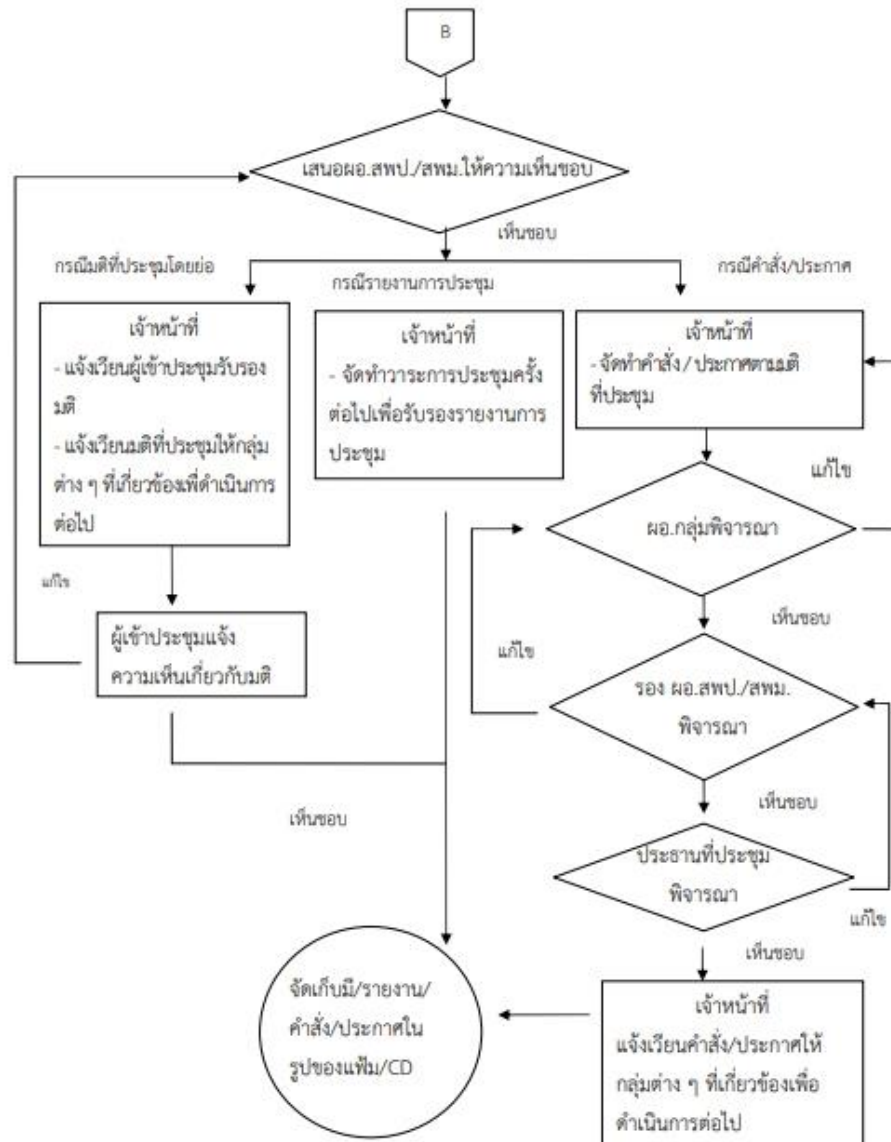 B
เสนอผอ.สพป./สพม.ให้ความเห็นชอบ
เห็นชอบ
กรณีมติที่ประชุมโดยย่อ
กรณีรายงานการประชุม
กรณีคำสั่ง/ประกาศ
เจ้าหน้าที่
- แจ้งเวียนผู้เข้าประชุมรับรอง
มติ
- แจ้งเวียนมติที่ประชุมให้กลุ่ม
ต่าง ๆ ที่เกี่ยวข้องเพื่ดำเนินการ
ต่อไป
เจ้าหน้าที่
- จัดทำวาระการประชุมครั้ง
ต่อไปเพื่อรับรองรายงานการ
ประชุม
เจ้าหน้าที่
- จัดทำคำสั่ง / ประกาศตามมติ
ที่ประชุม
แก้ไข
ผอ.กลุ่มพิจารณา
แก้ไข
เห็นชอบ
ผู้เข้าประชุมแจ้ง
ความเห็นเกี่ยวกับมติ
แก้ไข
รอง ผอ.สพป./สพม.
พิจารณา
เห็นชอบ
เห็นชอบ
ประธานที่ประชุม
พิจารณา
แก้ไข
เห็นชอบ
จัดเก็บมี/รายงาน/
คำสั่ง/ประกาศใน
รูปของแฟ้ม/CD
เจ้าหน้าที่
แจ้งเวียนคำสั่ง/ประกาศให้
กลุ่มต่าง ๆ ที่เกี่ยวข้องเพื่อ
ดำเนินการต่อไป